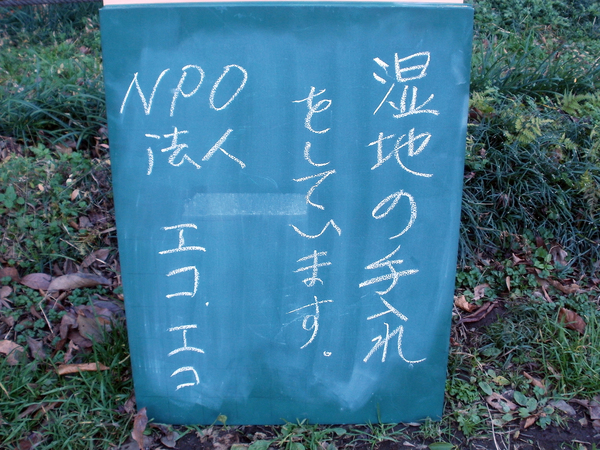 湿地の手入れ
をしています。
NPO
法人
エコ.エコ